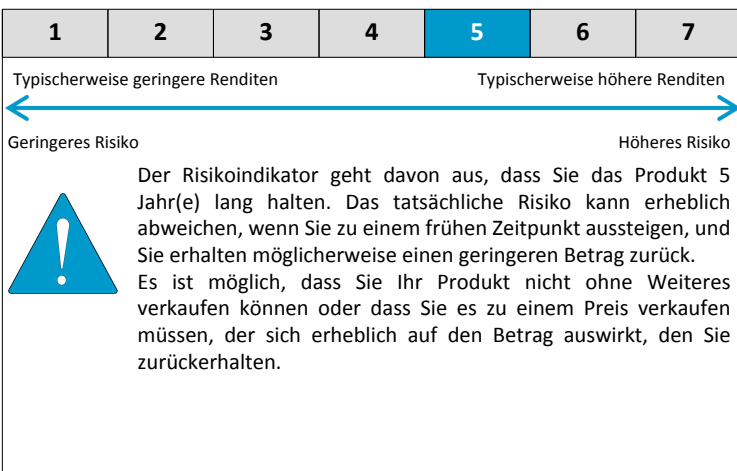 1 2 3 4 5 6 7
Typischerweise geringere Renditen Typischerweise höhere Renditen
Geringeres Risiko Höheres Risiko
Der Risikoindikator geht davon aus, dass Sie das Produkt 5
Jahr(e) lang halten. Das tatsächliche Risiko kann erheblich
abweichen, wenn Sie zu einem frühen Zeitpunkt aussteigen, und
Sie erhalten möglicherweise einen geringeren Betrag zurück.
Es ist möglich, dass Sie Ihr Produkt nicht ohne Weiteres
verkaufen können oder dass Sie es zu einem Preis verkaufen
müssen, der sich erheblich auf den Betrag auswirkt, den Sie
zurückerhalten.